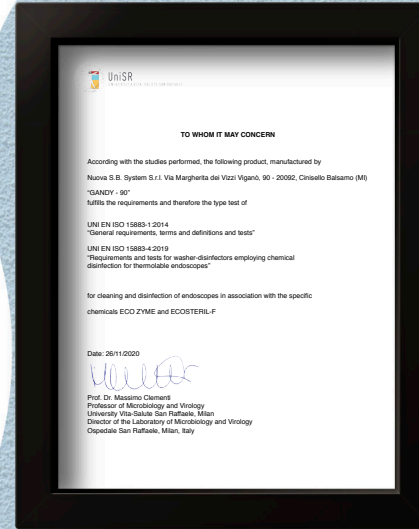 UniSR
TO WHOM IT MAY CONCERN
According with the studies performed, the following product, manufactured by
Nuova S.B. System S.r.l. Via Margherita dei Vizzi Viganò, 90 - 20092, Cinisello Balsamo (MI)
“GANDY - 90”
fulfills the requirements and therefore the type test of
UNI EN ISO 15883-1:2014
“General requirements, terms and definitions and tests”
UNI EN ISO 15883-4:2019
“Requirements and tests for washer-disinfectors employing chemical
disinfection for thermolable endoscopes”
for cleaning and disinfection of endoscopes in association with the specific
chemicals ECO ZYME and ECOSTERIL-F
Date: 26/11/2020
Prof. Dr. Massimo Clementi
Professor of Microbiology and Virology
University Vita-Salute San Raffaele, Milan
Director of the Laboratory of Microbiology and Virology
Ospedale San Raffaele, Milan, Italy